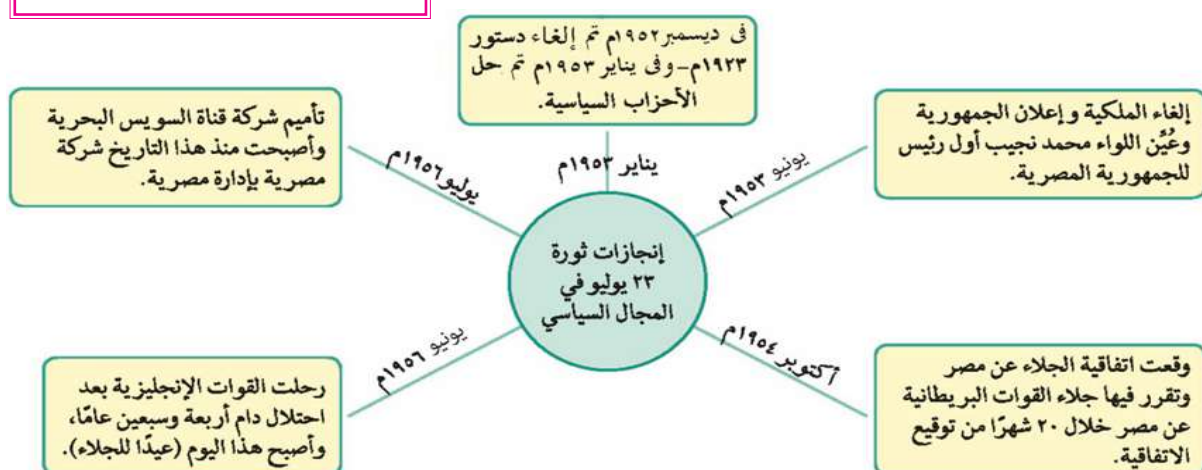 فى ديسمبر ١٩٥٢م تم إلغاء دستور
١٩٢٣م-وفى يناير ١٩٥٣م تم حل
الأحزاب السياسية.
يناير ١٩٥٣م
إلغاء الملكية وإعلان الجمهورية
وعُيَّن اللواء محمد نجيب أول رئيس
للجمهورية المصرية.
يونيو ١٩٥٣م
تأميم شركة قناة السويس البحرية
وأصبحت منذ هذا التاريخ شركة
مصرية بإدارة مصرية.
يوليو ١٩٥٦م
إنجازات ثورة
٢٣ يوليو في
المجال السياسي
أكتوبر ١٩٥٤م
وقعت اتفاقية الجلاء عن مصر
وتقرر فيها جلاء القوات البريطانية
عن مصر خلال ٢٠ شهرًا من توقيع
الاتفاقية.
يونيو ١٩٥٦م
رحلت القوات الإنجليزية بعد
احتلال دام أربعة وسبعين عامًا،
وأصبح هذا اليوم (عيدًا للجلاء).